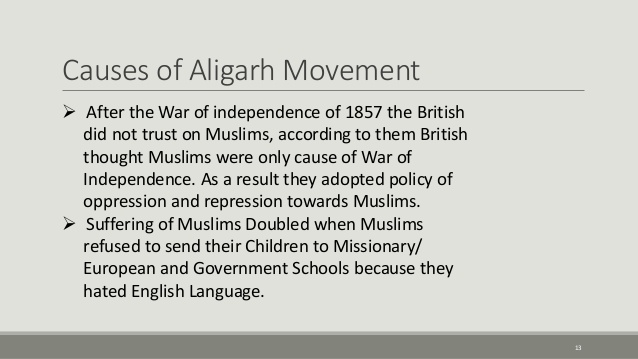 Causes of Aligarh Movement
➢ After the War of independence of 1857 the British
did not trust on Muslims, according to them British
thought Muslims were only cause of War of
Independence. As a result they adopted policy of
oppression and repression towards Muslims.
➢ Suffering of Muslims Doubled when Muslims
refused to send their Children to Missionary/
European and Government Schools because they
hated English Language.
13